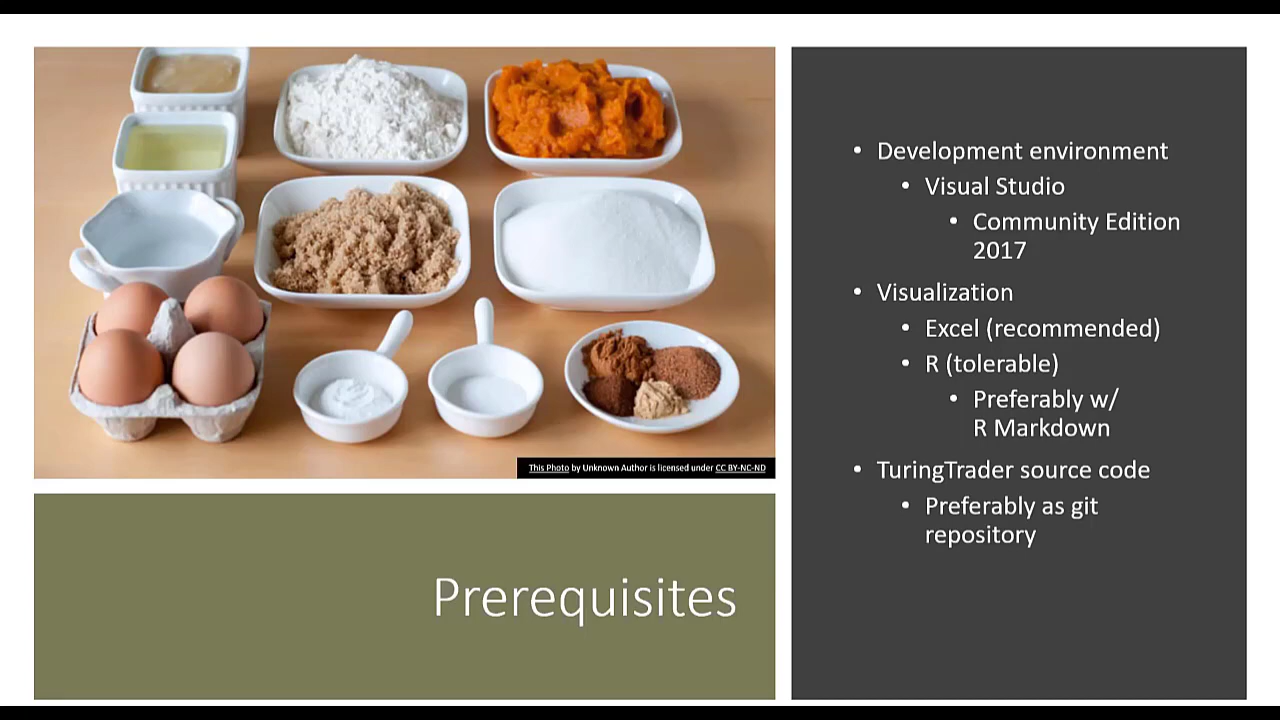 This Photo by Unknown Author is licensed under CC BY-NC-ND
Prerequisites
• Development environment
• Visual Studio
• Community Edition
2017
• Visualization
• Excel (recommended)
• R (tolerable)
• Preferably w/
R Markdown
• TuringTrader source code
• Preferably as git
repository